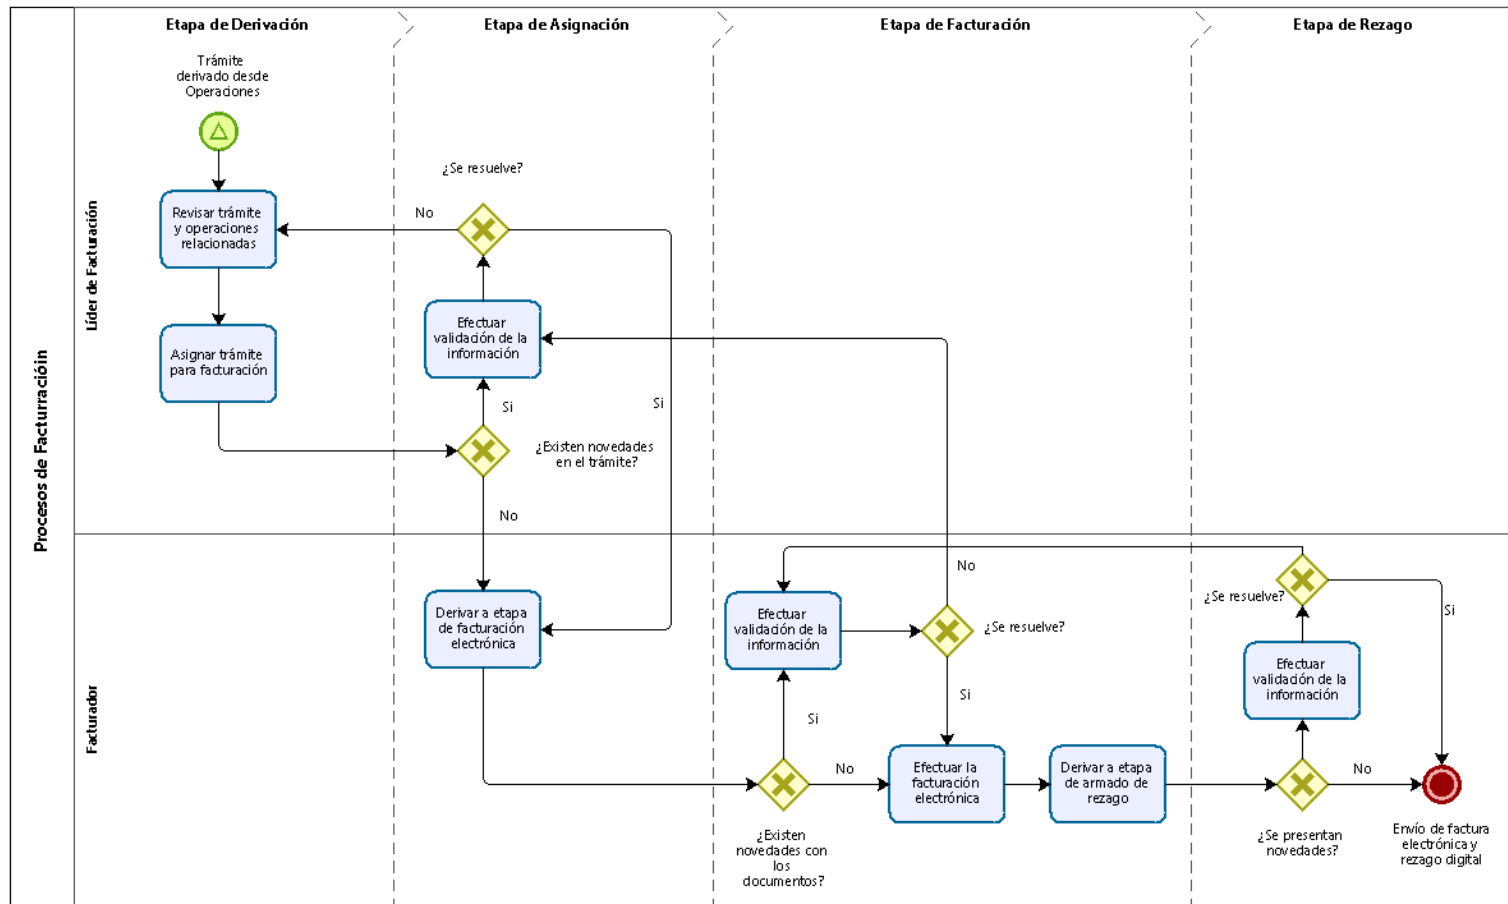 Etapa de Derivación
Etapa de Asignación
Etapa de Facturación
Etapa de Rezago
Procesos de Facturracióin
Líder de Facturación
Facturador
Trámite
derivado desde
Operaciones
Revisar trámite
y operaciones
relacionadas
Asignar trámite
para facturación
¿Se resuelve?
No
Efectuar
validación de la
información
Si
Si
¿Existen novedades
en el trámite?
No
Derivar a etapa
de facturación
electrónica
Efectuar
validación de la
información
No
¿Se resuelve?
Si
Si
¿Existen
novedades con
los
documentos?
No
Efectuar la
facturación
electrónica
Derivar a etapa
de armado de
rezago
¿Se resuelve?
Si
Efectuar
validación de la
información
No
¿Se presentan
novedades?
Envío de factura
electrónica y
rezago digital